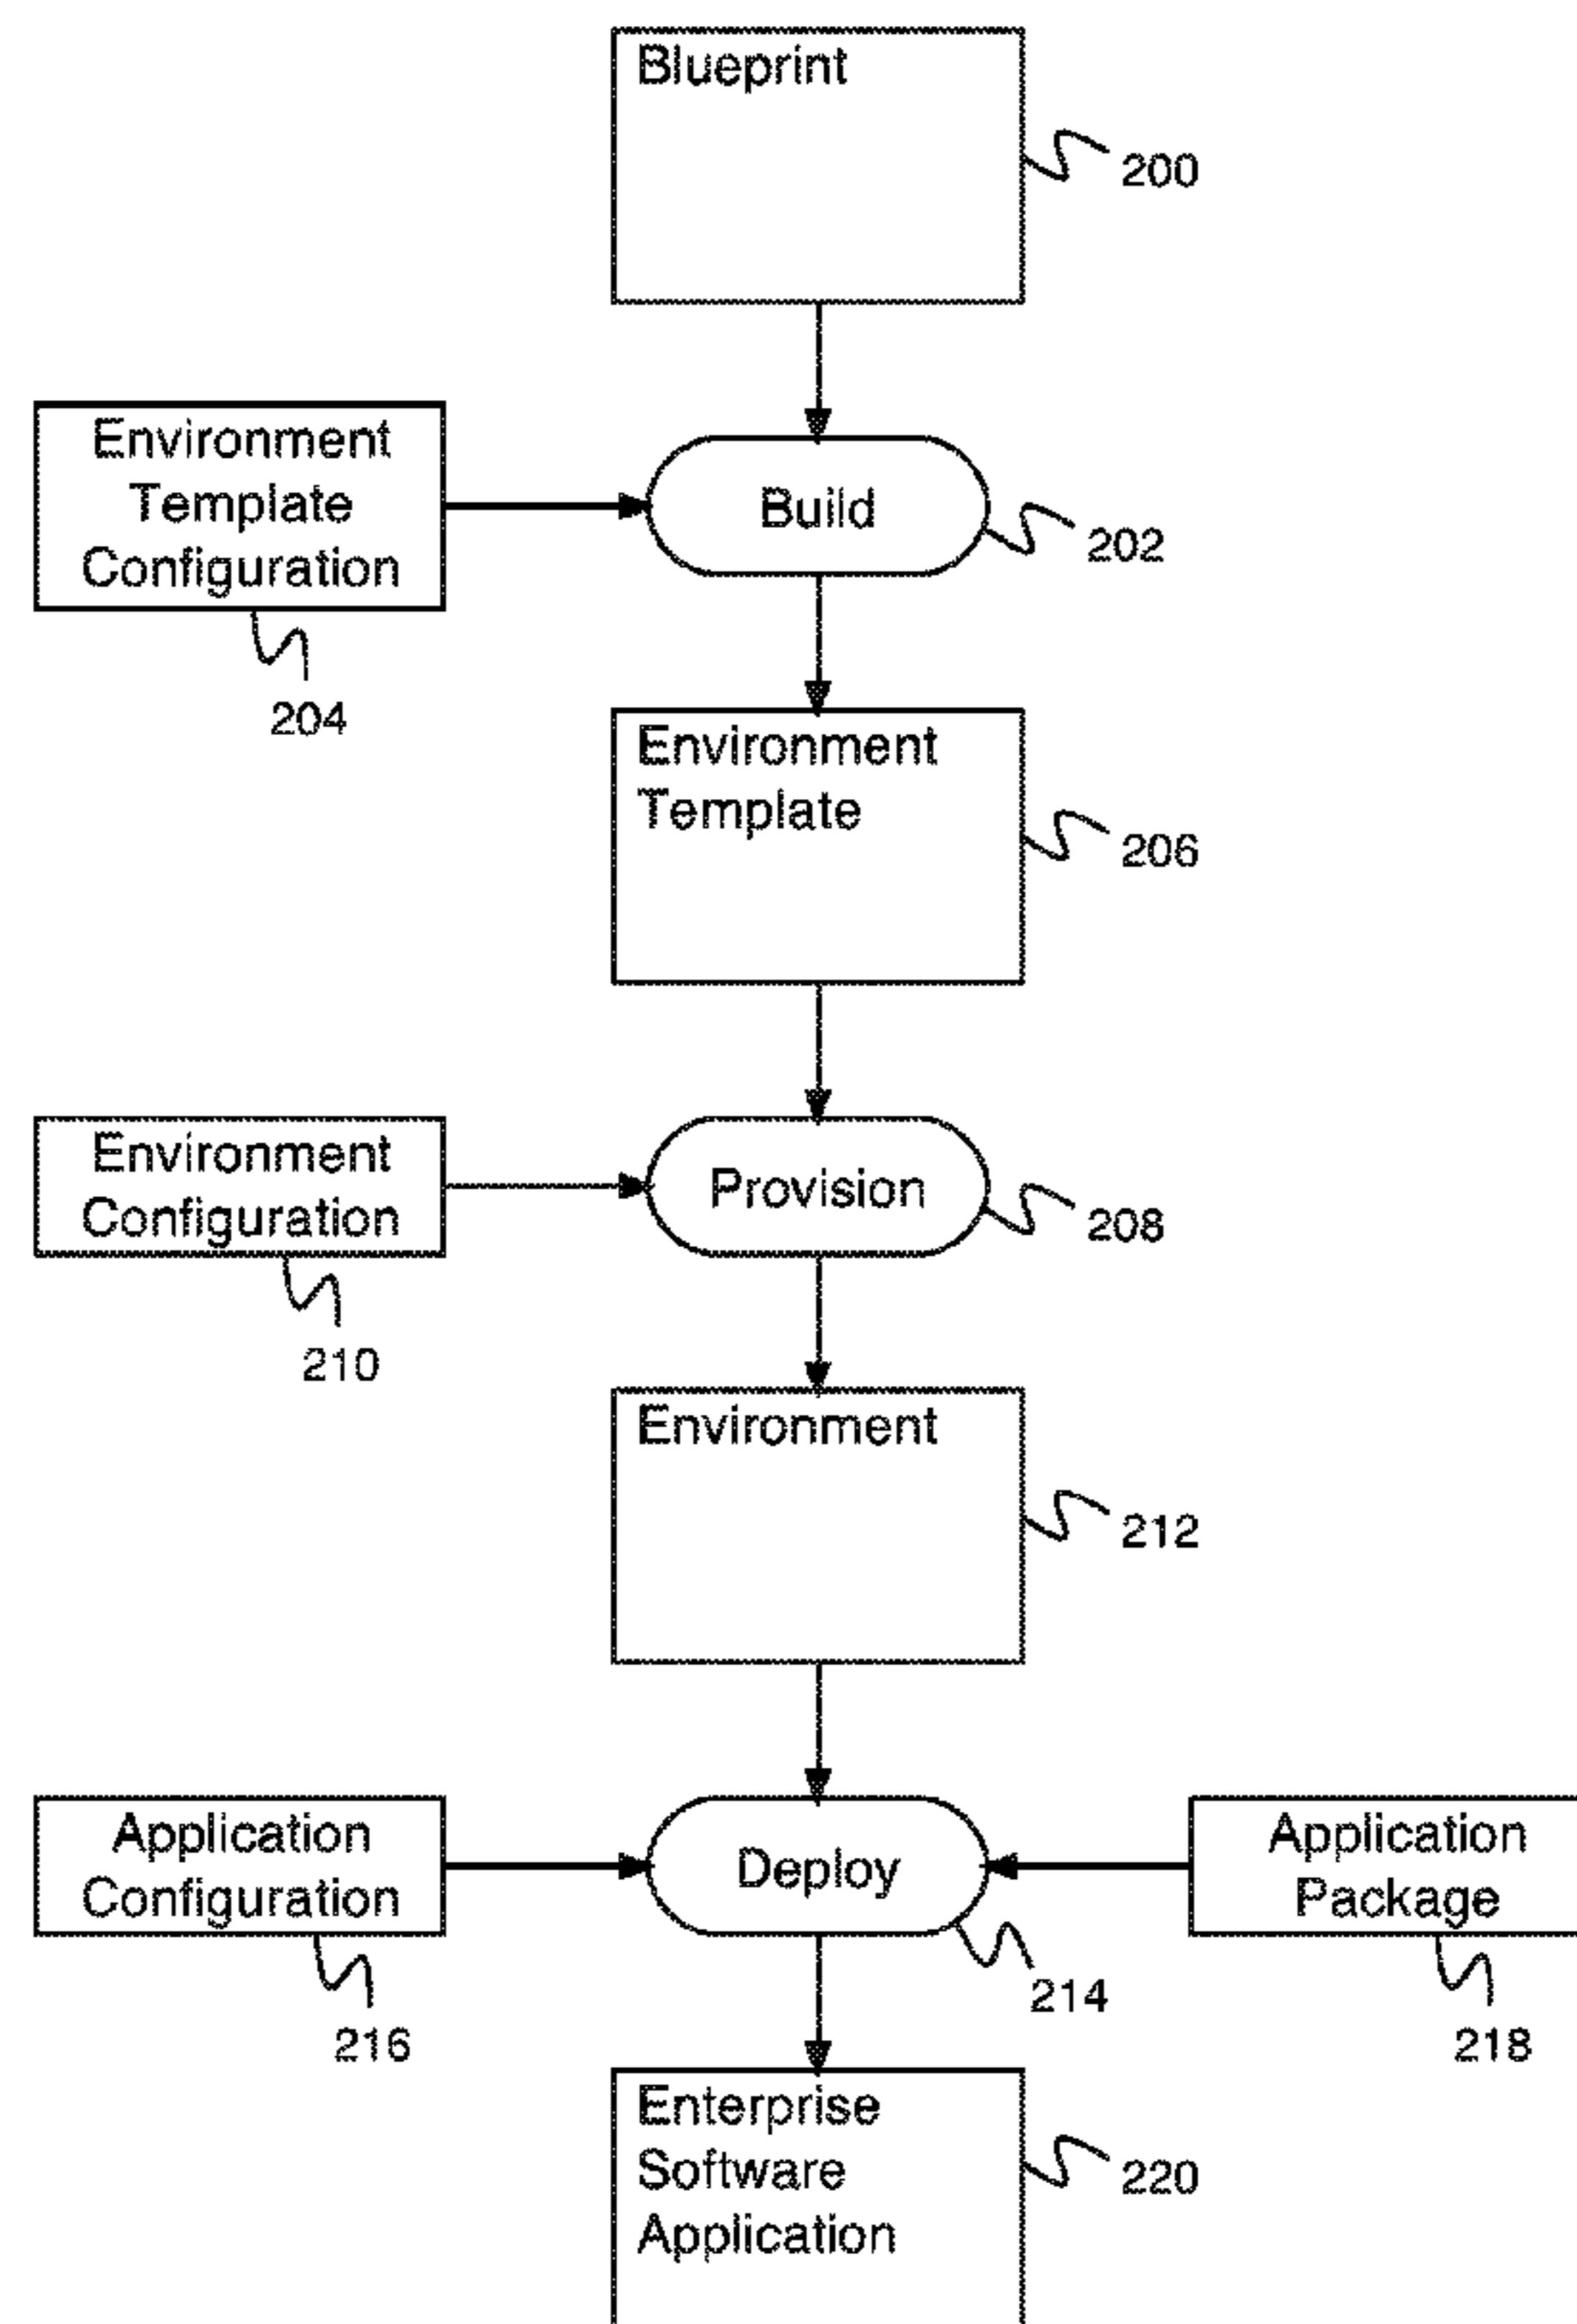 Blueprint
200
Environment
Template
Configuration
Build
202
204
Environment
Template
206
Environment
Configuration
Provision
208
210
Environment
212
Application
Configuration
Deploy
Application
Package
214
216
218
Enterprise
Software
Application
220